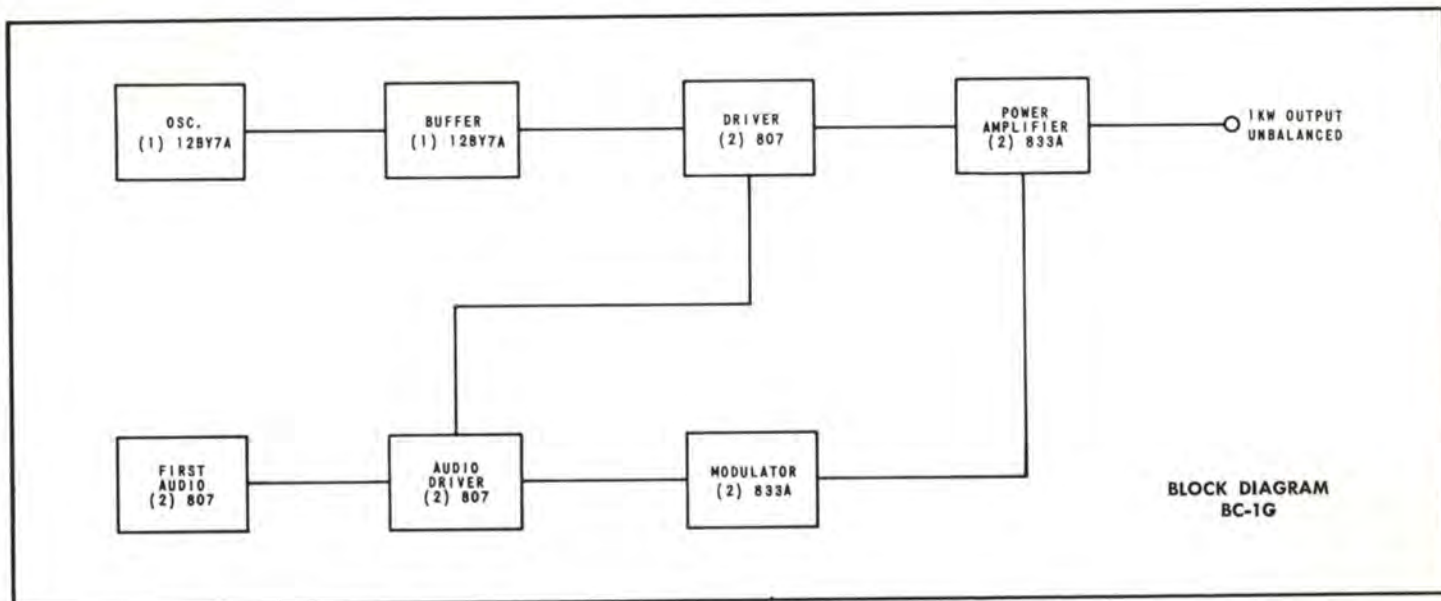 OSC.
(1) 12BY7A
BUFFER
(1) 12BY7A
DRIVER
(2) 807
POWER
AMPLIFIER
(2) 833A
1KW OUTPUT
UNBALANCED
FIRST
AUDIO
(2) 807
AUDIO
DRIVER
(2) 807
MODULATOR
(2) 833A
BLOCK DIAGRAM
BC-1G